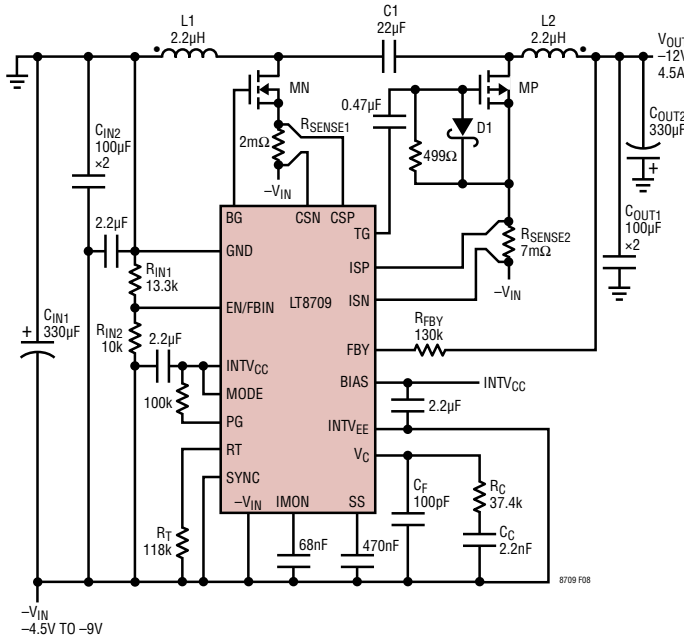 L1
2.2µH
C1
22µF
L2
2.2µH
VOUT
–12V
4.5A
CIN2
100µF
×2
MN
RSENSE1
2mΩ
–VIN
0.47µF
499Ω
D1
MP
COUT2
330µF
+
COUT1
100µF
×2
2.2µF
BG
CSN
CSP
TG
GND
ISP
ISN
RSENSE2
7mΩ
–VIN
RIN1
13.3k
EN/FBIN
LT8709
CIN1
+
330µF
RIN2
10k
2.2µF
INTVCC
MODE
100k
PG
RT
SYNC
FBY
RFBY
130k
BIAS
INTVCC
2.2µF
INTVEE
VC
CF
100pF
RC
37.4k
CC
2.2nF
–VIN
IMON
SS
RT
118k
68nF
470nF
8709 F08
–VIN
–4.5V TO –9V